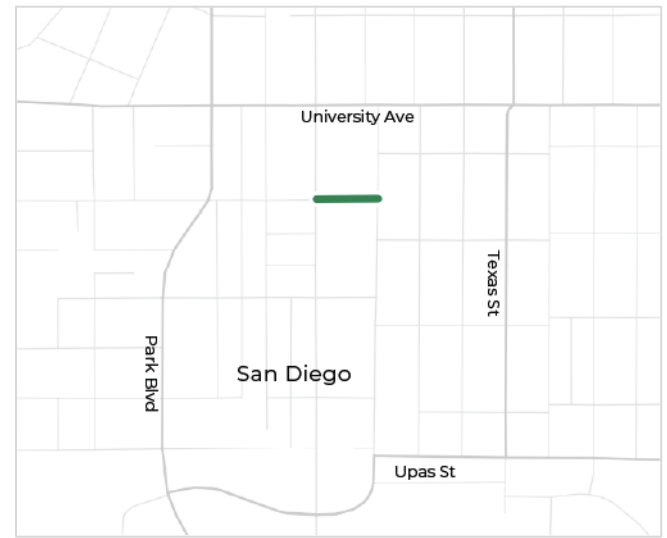 University Ave
Texas St
Park Blvd
San Diego
Upas St